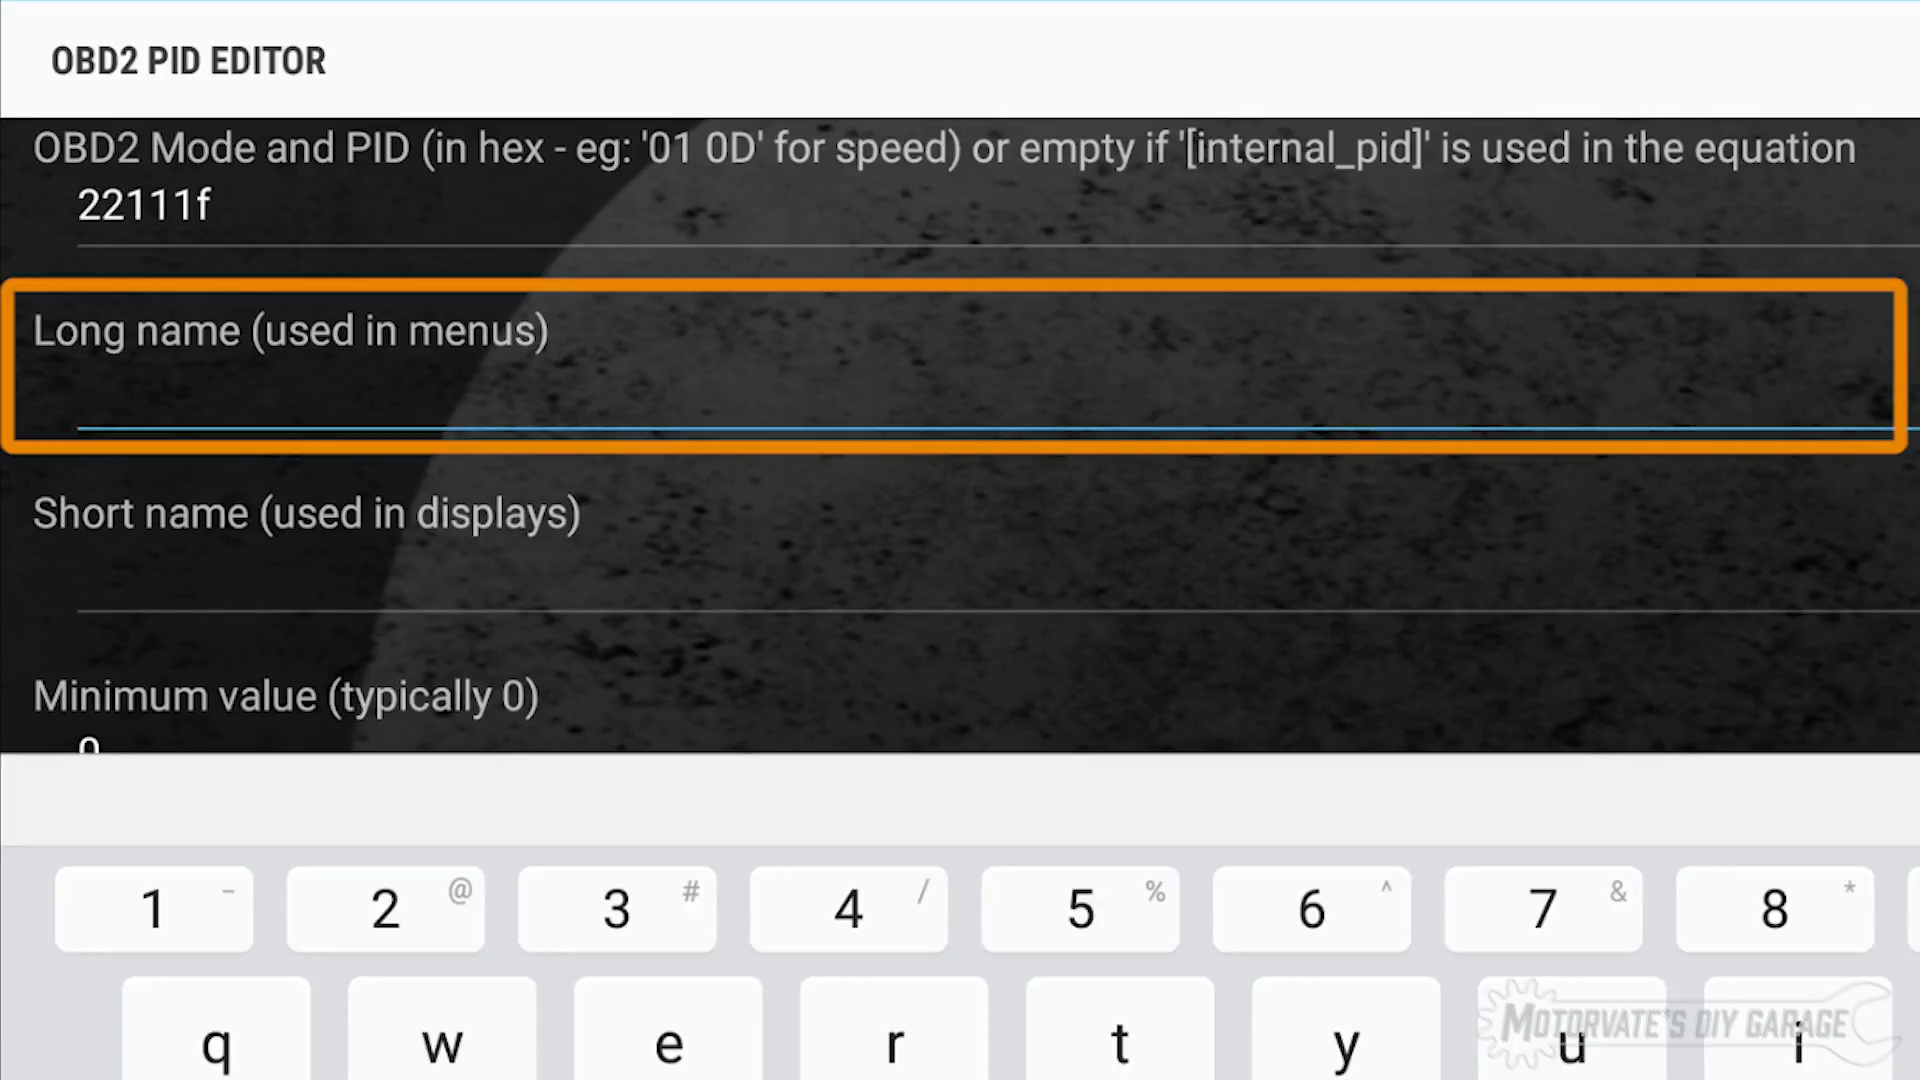 OBD2 PID EDITOR
OBD2 Mode and PID (in hex - eg: '01 0D' for speed) or empty if '[internal_pid]' is used in the equation
22111f
Long name (used in menus)
Short name (used in displays)
Minimum value (typically 0)
0
1 - 2 @ 3 # 4 / 5 % 6 ^ 7 & 8 *
q w e r t y u i
MOTORVATE'S DIY GARAGE